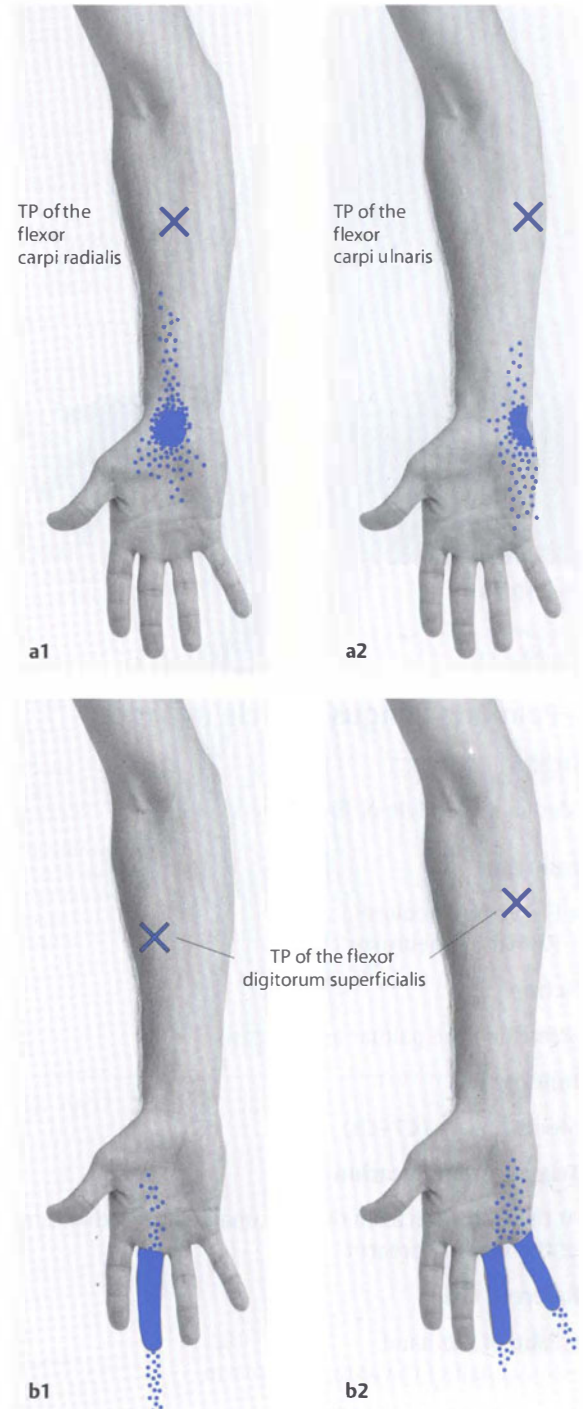 TP of the
flexor
carpi radialis
TP of the
flexor
carpi ulnaris
a1
a2
TP of the flexor
digitorum superficialis
b1
b2